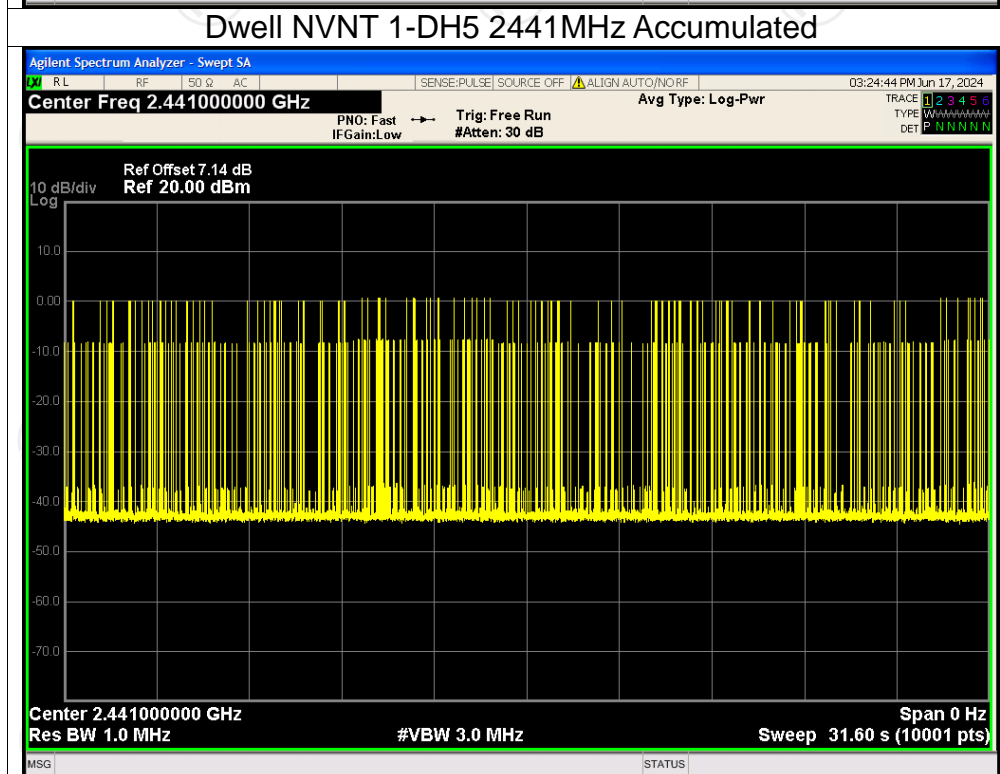 Dwell NVNT 1-DH5 2441MHz Accumulated
Agilent Spectrum Analyzer - Swept SA
LXI RL RF 50 Ω AC SENSE:PULSE SOURCE OFF ALIGN AUTO/NO RF 03:24:44 PM Jun 17, 2024
Center Freq 2.441000000 GHz Avg Type: Log-Pwr TRACE 1 2 3 4 5 6
PNO: Fast Trig: Free Run TYPE WWWWWW
IFGain:Low #Atten: 30 dB DET P N N N N N
Ref Offset 7.14 dB
10 dB/div Ref 20.00 dBm
Log
10.0
0.00
-10.0
-20.0
-30.0
-40.0
-50.0
-60.0
-70.0
Center 2.441000000 GHz Span 0 Hz
Res BW 1.0 MHz #VBW 3.0 MHz Sweep 31.60 s (10001 pts)
MSG STATUS